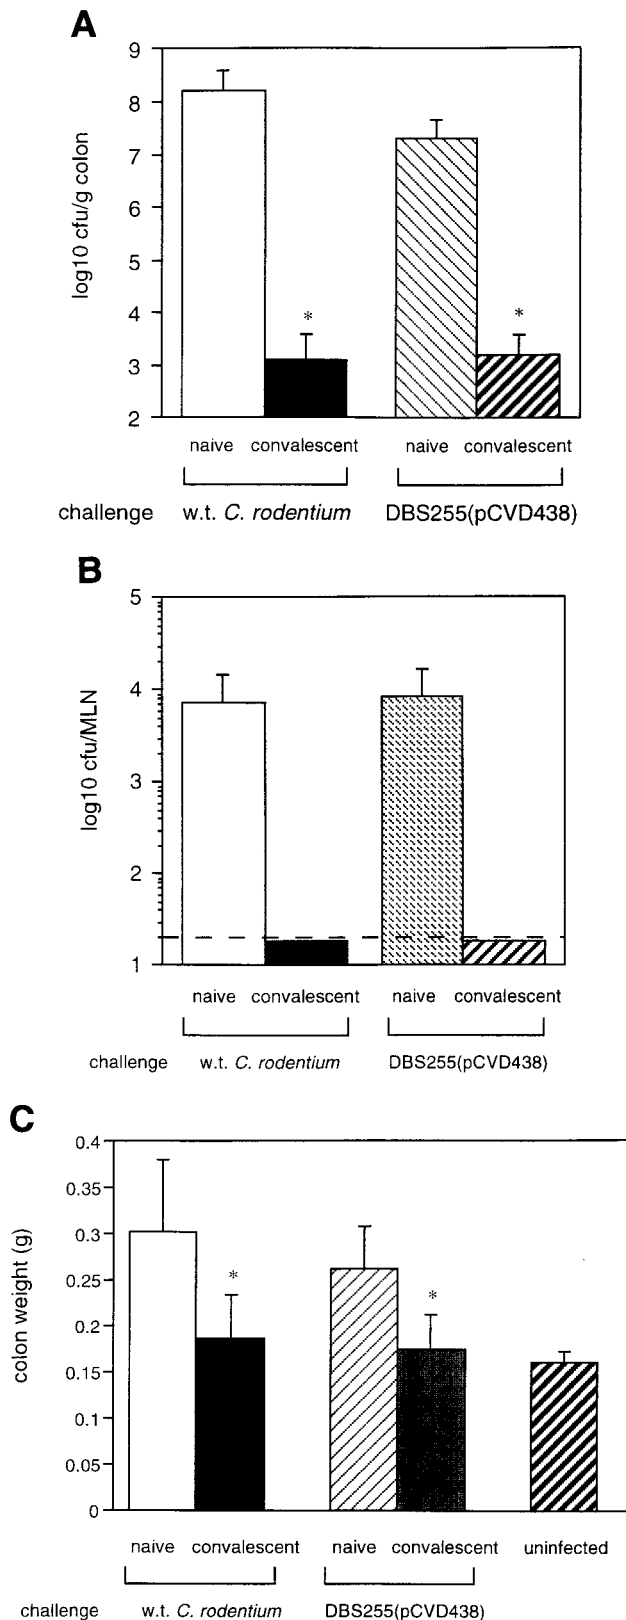 A
9
8
7
6
5
4
3
2
log10 cfu/g colon
*
*
naive convalescent naive convalescent
challenge w.t. C. rodentium DBS255(pCVD438)
B
5
4
3
2
1
log10 cfu/MLN
naive convalescent naive convalescent
challenge w.t. C. rodentium DBS255(pCVD438)
C
0.4
0.35
0.3
0.25
0.2
0.15
0.1
0.05
0
colon weight (g)
*
*
naive convalescent naive convalescent uninfected
challenge w.t. C. rodentium DBS255(pCVD438)